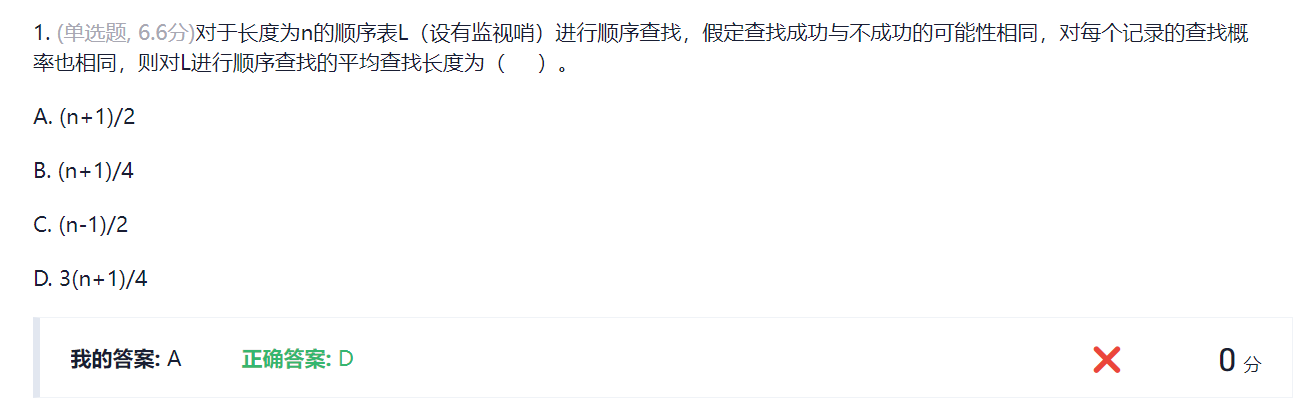 1. (单选题, 6.6分)对于长度为n的顺序表L（设有监视哨）进行顺序查找，假定查找成功与不成功的可能性相同，对每个记录的查找概
率也相同，则对L进行顺序查找的平均查找长度为（ ）。
A. (n+1)/2
B. (n+1)/4
C. (n-1)/2
D. 3(n+1)/4
我的答案: A 正确答案: D 0 分